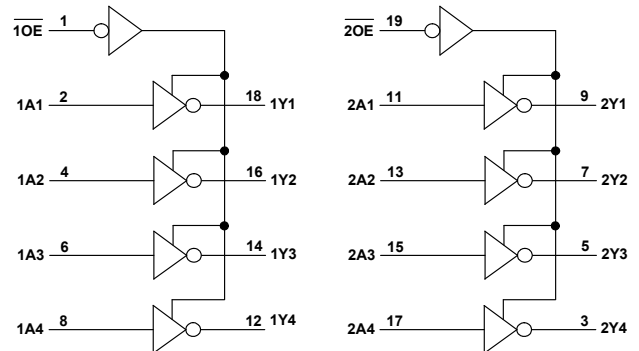 1OE 1 2OE 19
1A1 2 18 1Y1 2A1 11 9 2Y1
1A2 4 16 1Y2 2A2 13 7 2Y2
1A3 6 14 1Y3 2A3 15 5 2Y3
1A4 8 12 1Y4 2A4 17 3 2Y4